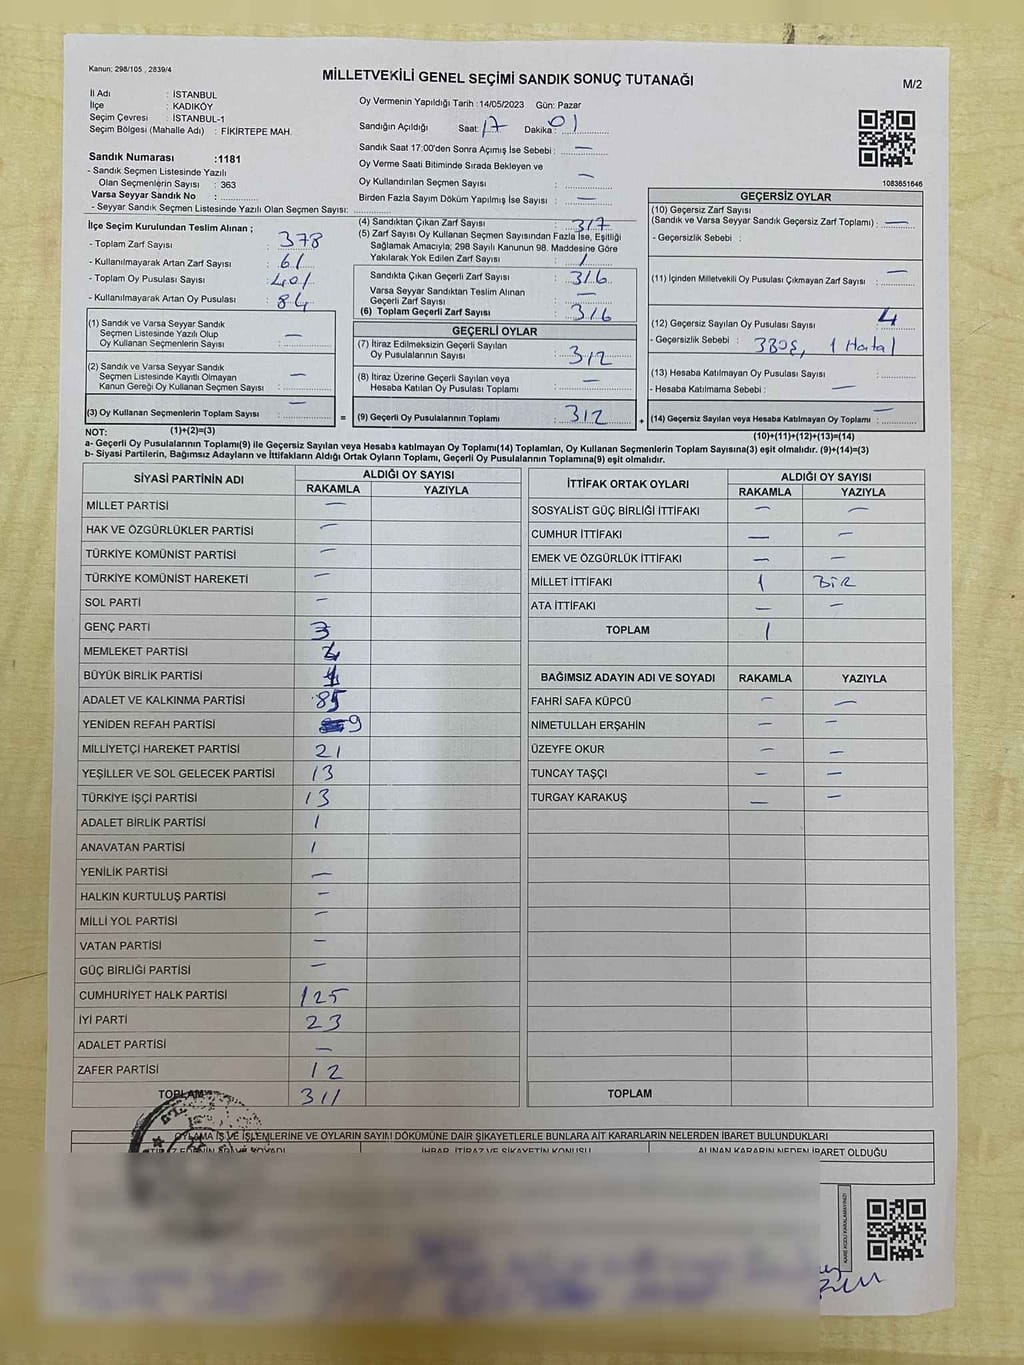 Kanun; 298/105 , 2839/4
MİLLETVEKİLİ GENEL SEÇİMİ SANDIK SONUÇ TUTANAĞI
M/2
İl Adı : İSTANBUL
İlçe : KADIKÖY
Seçim Çevresi : İSTANBUL-1
Seçim Bölgesi (Mahalle Adı) : FİKİRTEPE MAH.
Sandık Numarası :1181
- Sandık Seçmen Listesinde Yazılı
Olan Seçmenlerin Sayısı : 363
Varsa Seyyar Sandık No :
- Seyyar Sandık Seçmen Listesinde Yazılı Olan Seçmen Sayısı:
İlçe Seçim Kurulundan Teslim Alınan ;
- Toplam Zarf Sayısı : 378
- Kullanılmayarak Artan Zarf Sayısı : 61
- Toplam Oy Pusulası Sayısı : 401
- Kullanılmayarak Artan Oy Pusulası : 84
(1) Sandık ve Varsa Seyyar Sandık
Seçmen Listesinde Yazılı Olup
Oy Kullanan Seçmenlerin Sayısı : —
(2) Sandık ve Varsa Seyyar Sandık
Seçmen Listesinde Kayıtlı Olmayan
Kanun Gereği Oy Kullanan Seçmen Sayısı : —
(3) Oy Kullanan Seçmenlerin Toplam Sayısı : —
(1)+(2)=(3)
Oy Vermenin Yapıldığı Tarih :14/05/2023 Gün: Pazar
Sandığın Açıldığı Saat: 17 Dakika : 01
Sandık Saat 17:00'den Sonra Açımış İse Sebebi : —
Oy Verme Saati Bitiminde Sırada Bekleyen ve
Oy Kullandırılan Seçmen Sayısı : —
Birden Fazla Sayım Döküm Yapılmış İse Sayısı : —
(4) Sandıktan Çıkan Zarf Sayısı : 317
(5) Zarf Sayısı Oy Kullanan Seçmen Sayısından Fazla İse, Eşitliği
Sağlamak Amacıyla; 298 Sayılı Kanunun 98. Maddesine Göre
Yakılarak Yok Edilen Zarf Sayısı : 1
Sandıkta Çıkan Geçerli Zarf Sayısı : 316
Varsa Seyyar Sandıktan Teslim Alınan
Geçerli Zarf Sayısı : —
(6) Toplam Geçerli Zarf Sayısı : 316
GEÇERLİ OYLAR
(7) İtiraz Edilmeksizin Geçerli Sayılan
Oy Pusulalarının Sayısı : 312
(8) İtiraz Üzerine Geçerli Sayılan veya
Hesaba Katılan Oy Pusulası Toplamı : —
= (9) Geçerli Oy Pusulalarının Toplamı : 312
1083651646
GEÇERSİZ OYLAR
(10) Geçersiz Zarf Sayısı
(Sandık ve Varsa Seyyar Sandık Geçersiz Zarf Toplamı) : —
- Geçersizlik Sebebi :
(11) İçinden Milletvekili Oy Pusulası Çıkmayan Zarf Sayısı : —
(12) Geçersiz Sayılan Oy Pusulası Sayısı : 4
- Geçersizlik Sebebi : 3 Boş, 1 Hatalı
(13) Hesaba Katılmayan Oy Pusulası Sayısı :
- Hesaba Katılmama Sebebi : —
+ (14) Geçersiz Sayılan veya Hesaba Katılmayan Oy Toplamı : —
(10)+(11)+(12)+(13)=(14)
NOT:
a- Geçerli Oy Pusulalarının Toplamı(9) ile Geçersiz Sayılan veya Hesaba katılmayan Oy Toplamı(14) Toplamları, Oy Kullanan Seçmenlerin Toplam Sayısına(3) eşit olmalıdır. (9)+(14)=(3)
b- Siyasi Partilerin, Bağımsız Adayların ve İttifakların Aldığı Ortak Oyların Toplamı, Geçerli Oy Pusulalarının Toplamına(9) eşit olmalıdır.
SİYASİ PARTİNİN ADI ALDIĞI OY SAYISI
RAKAMLA YAZIYLA
MİLLET PARTİSİ —
HAK VE ÖZGÜRLÜKLER PARTİSİ —
TÜRKİYE KOMÜNİST PARTİSİ —
TÜRKİYE KOMÜNİST HAREKETİ —
SOL PARTİ —
GENÇ PARTİ 3
MEMLEKET PARTİSİ
BÜYÜK BİRLİK PARTİSİ
ADALET VE KALKINMA PARTİSİ 85
YENİDEN REFAH PARTİSİ 9
MİLLİYETÇİ HAREKET PARTİSİ 21
YEŞİLLER VE SOL GELECEK PARTİSİ 13
TÜRKİYE İŞÇİ PARTİSİ 13
ADALET BİRLİK PARTİSİ 1
ANAVATAN PARTİSİ 1
YENİLİK PARTİSİ —
HALKIN KURTULUŞ PARTİSİ —
MİLLİ YOL PARTİSİ —
VATAN PARTİSİ —
GÜÇ BİRLİĞİ PARTİSİ —
CUMHURİYET HALK PARTİSİ 125
İYİ PARTİ 23
ADALET PARTİSİ —
ZAFER PARTİSİ 12
TOPLAM 311
İTTİFAK ORTAK OYLARI ALDIĞI OY SAYISI
RAKAMLA YAZIYLA
SOSYALİST GÜÇ BİRLİĞİ İTTİFAKI — —
CUMHUR İTTİFAKI — —
EMEK VE ÖZGÜRLÜK İTTİFAKI — —
MİLLET İTTİFAKI 1 BİR
ATA İTTİFAKI — —
TOPLAM 1
BAĞIMSIZ ADAYIN ADI VE SOYADI RAKAMLA YAZIYLA
FAHRİ SAFA KÜPCÜ — —
NİMETULLAH ERŞAHİN — —
ÜZEYFE OKUR — —
TUNCAY TAŞÇI — —
TURGAY KARAKUŞ — —
TOPLAM
OYLAMA İŞ VE İŞLEMLERİNE VE OYLARIN SAYIM DÖKÜMÜNE DAİR ŞİKAYETLERLE BUNLARA AİT KARARLARIN NELERDEN İBARET BULUNDUKLARI
İHBAR, İTİRAZ VE ŞİKAYETİN KONUSU ALINAN KARARIN NEDEN İBARET OLDUĞU
KARE KODU KARALAMAYINIZ!